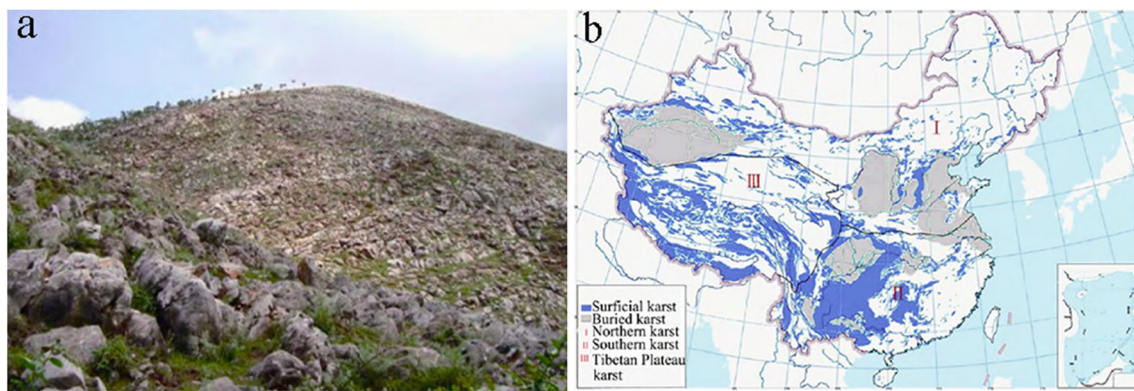 a
b
I
III
II
Surficial karst
Buried karst
I Northern karst
II Southern karst
III Tibetan Plateau
karst